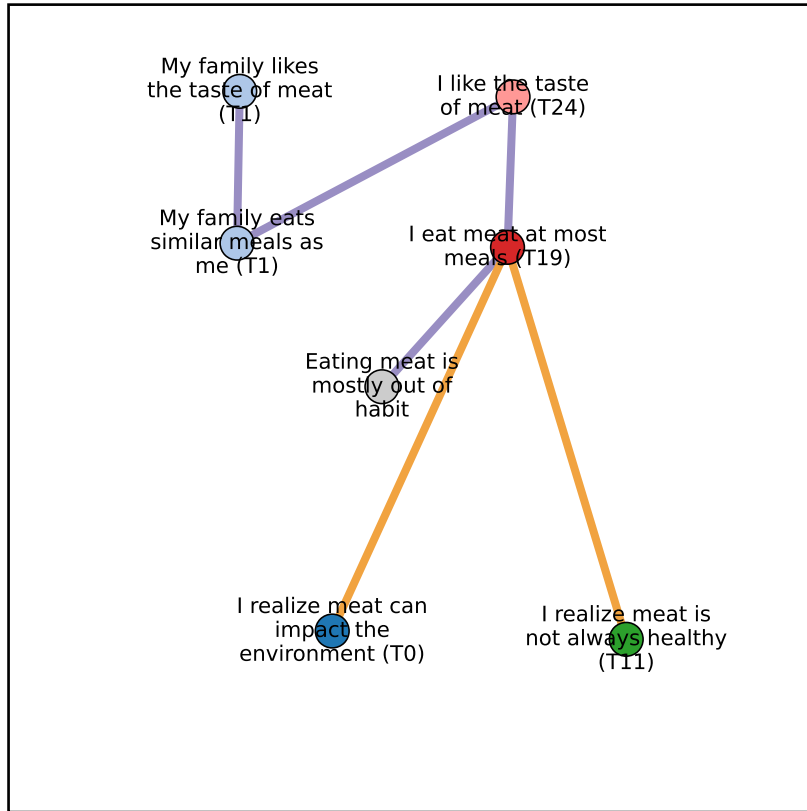 My family likes
the taste of meat
(T1)
I like the taste
of meat (T24)
My family eats
similar meals as
me (T1)
I eat meat at most
meals (T19)
Eating meat is
mostly out of
habit
I realize meat can
impact the
environment (T0)
I realize meat is
not always healthy
(T11)